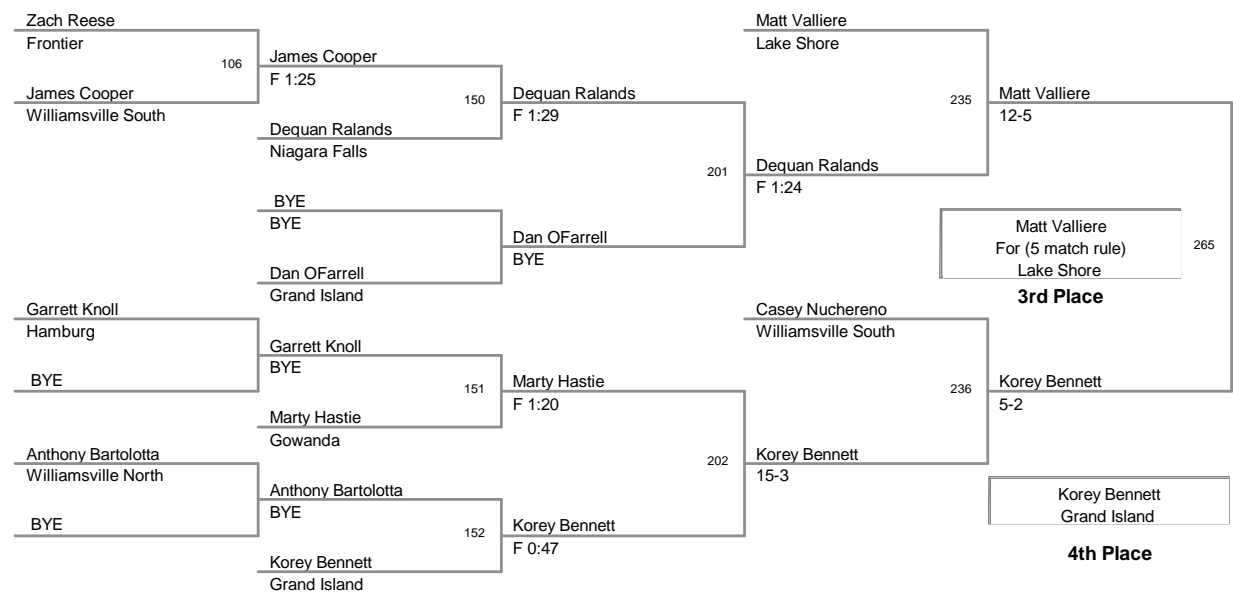 Zach Reese
Frontier
106
James Cooper
Williamsville South
James Cooper
F 1:25
150
Dequan Ralands
Niagara Falls
Dequan Ralands
F 1:29
BYE
BYE
Dan OFarrell
Grand Island
Dan OFarrell
BYE
201
Dequan Ralands
F 1:24
Matt Valliere
Lake Shore
235
Matt Valliere
12-5
Matt Valliere
For (5 match rule)
Lake Shore
3rd Place
265
Garrett Knoll
Hamburg
BYE
Garrett Knoll
BYE
151
Marty Hastie
Gowanda
Marty Hastie
F 1:20
Anthony Bartolotta
Williamsville North
BYE
Anthony Bartolotta
BYE
152
Korey Bennett
Grand Island
Korey Bennett
F 0:47
202
Korey Bennett
15-3
Casey Nuchereno
Williamsville South
236
Korey Bennett
5-2
Korey Bennett
Grand Island
4th Place